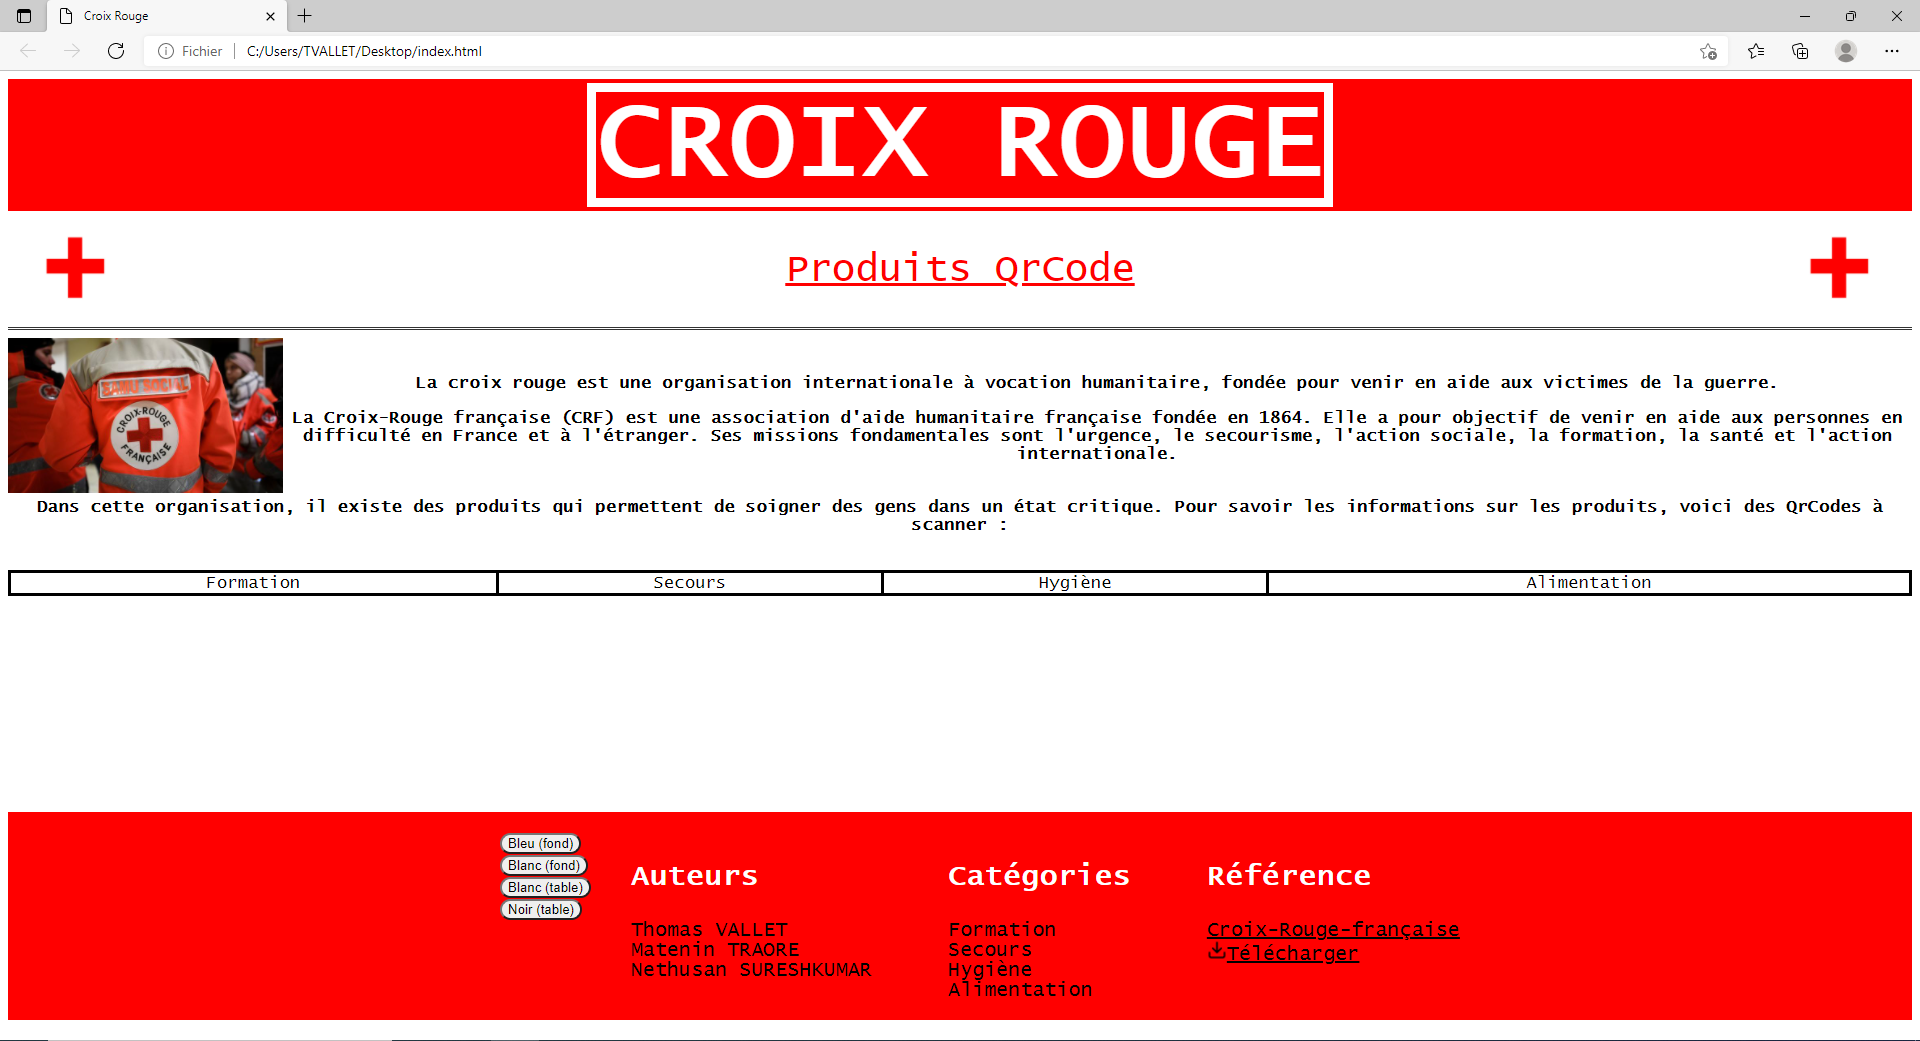 Croix Rouge
Fichier C:/Users/TVALLET/Desktop/index.html
CROIX ROUGE
Produits QrCode
SAMU SOCIAL
CROIX-ROUGE
FRANÇAISE
La croix rouge est une organisation internationale à vocation humanitaire, fondée pour venir en aide aux victimes de la guerre.
La Croix-Rouge française (CRF) est une association d'aide humanitaire française fondée en 1864. Elle a pour objectif de venir en aide aux personnes en
difficulté en France et à l'étranger. Ses missions fondamentales sont l'urgence, le secourisme, l'action sociale, la formation, la santé et l'action
internationale.
Dans cette organisation, il existe des produits qui permettent de soigner des gens dans un état critique. Pour savoir les informations sur les produits, voici des QrCodes à
scanner :
Formation Secours Hygiène Alimentation
Bleu (fond)
Blanc (fond)
Blanc (table)
Noir (table)
Auteurs
Thomas VALLET
Matenin TRAORE
Nethusan SURESHKUMAR
Catégories
Formation
Secours
Hygiène
Alimentation
Référence
Croix-Rouge-française
Télécharger